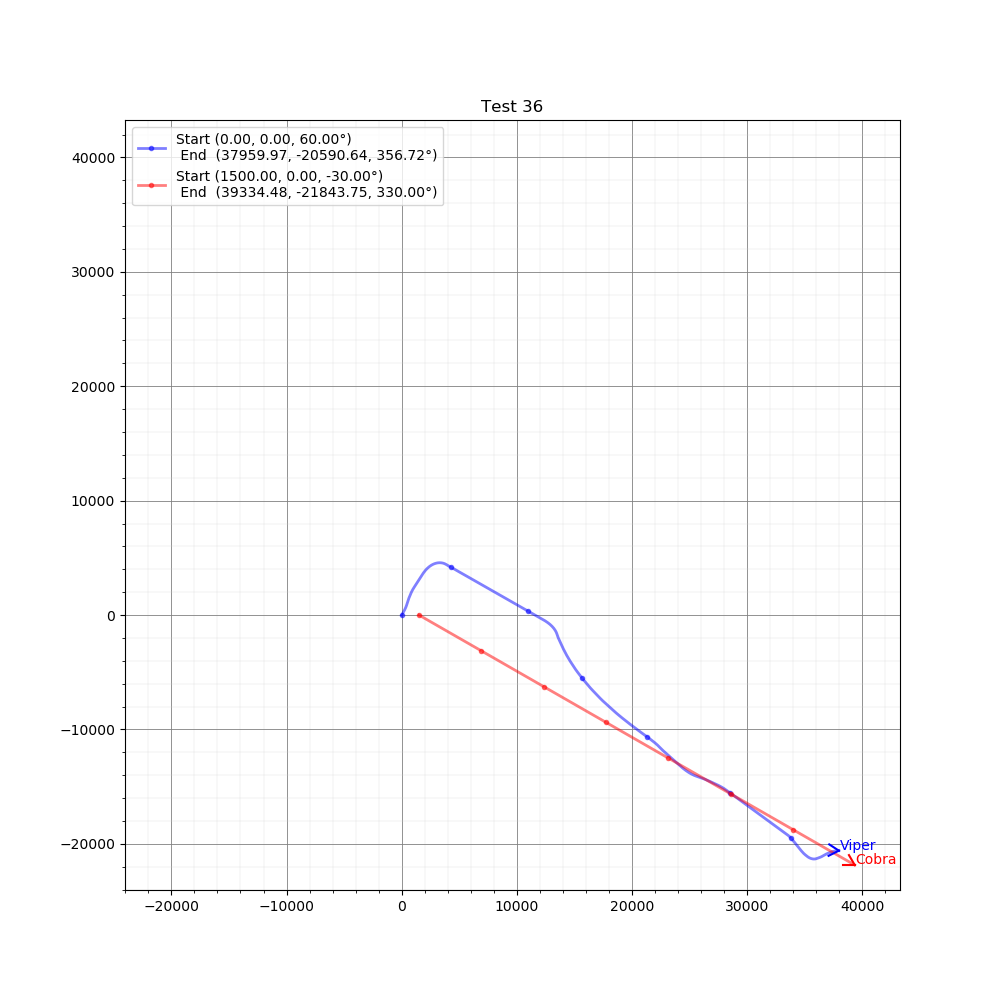 Test 36
Start (0.00, 0.00, 60.00°)
End (37959.97, -20590.64, 356.72°)
Start (1500.00, 0.00, -30.00°)
End (39334.48, -21843.75, 330.00°)
40000
30000
20000
10000
0
−10000
−20000
Viper
Cobra
−20000 −10000 0 10000 20000 30000 40000